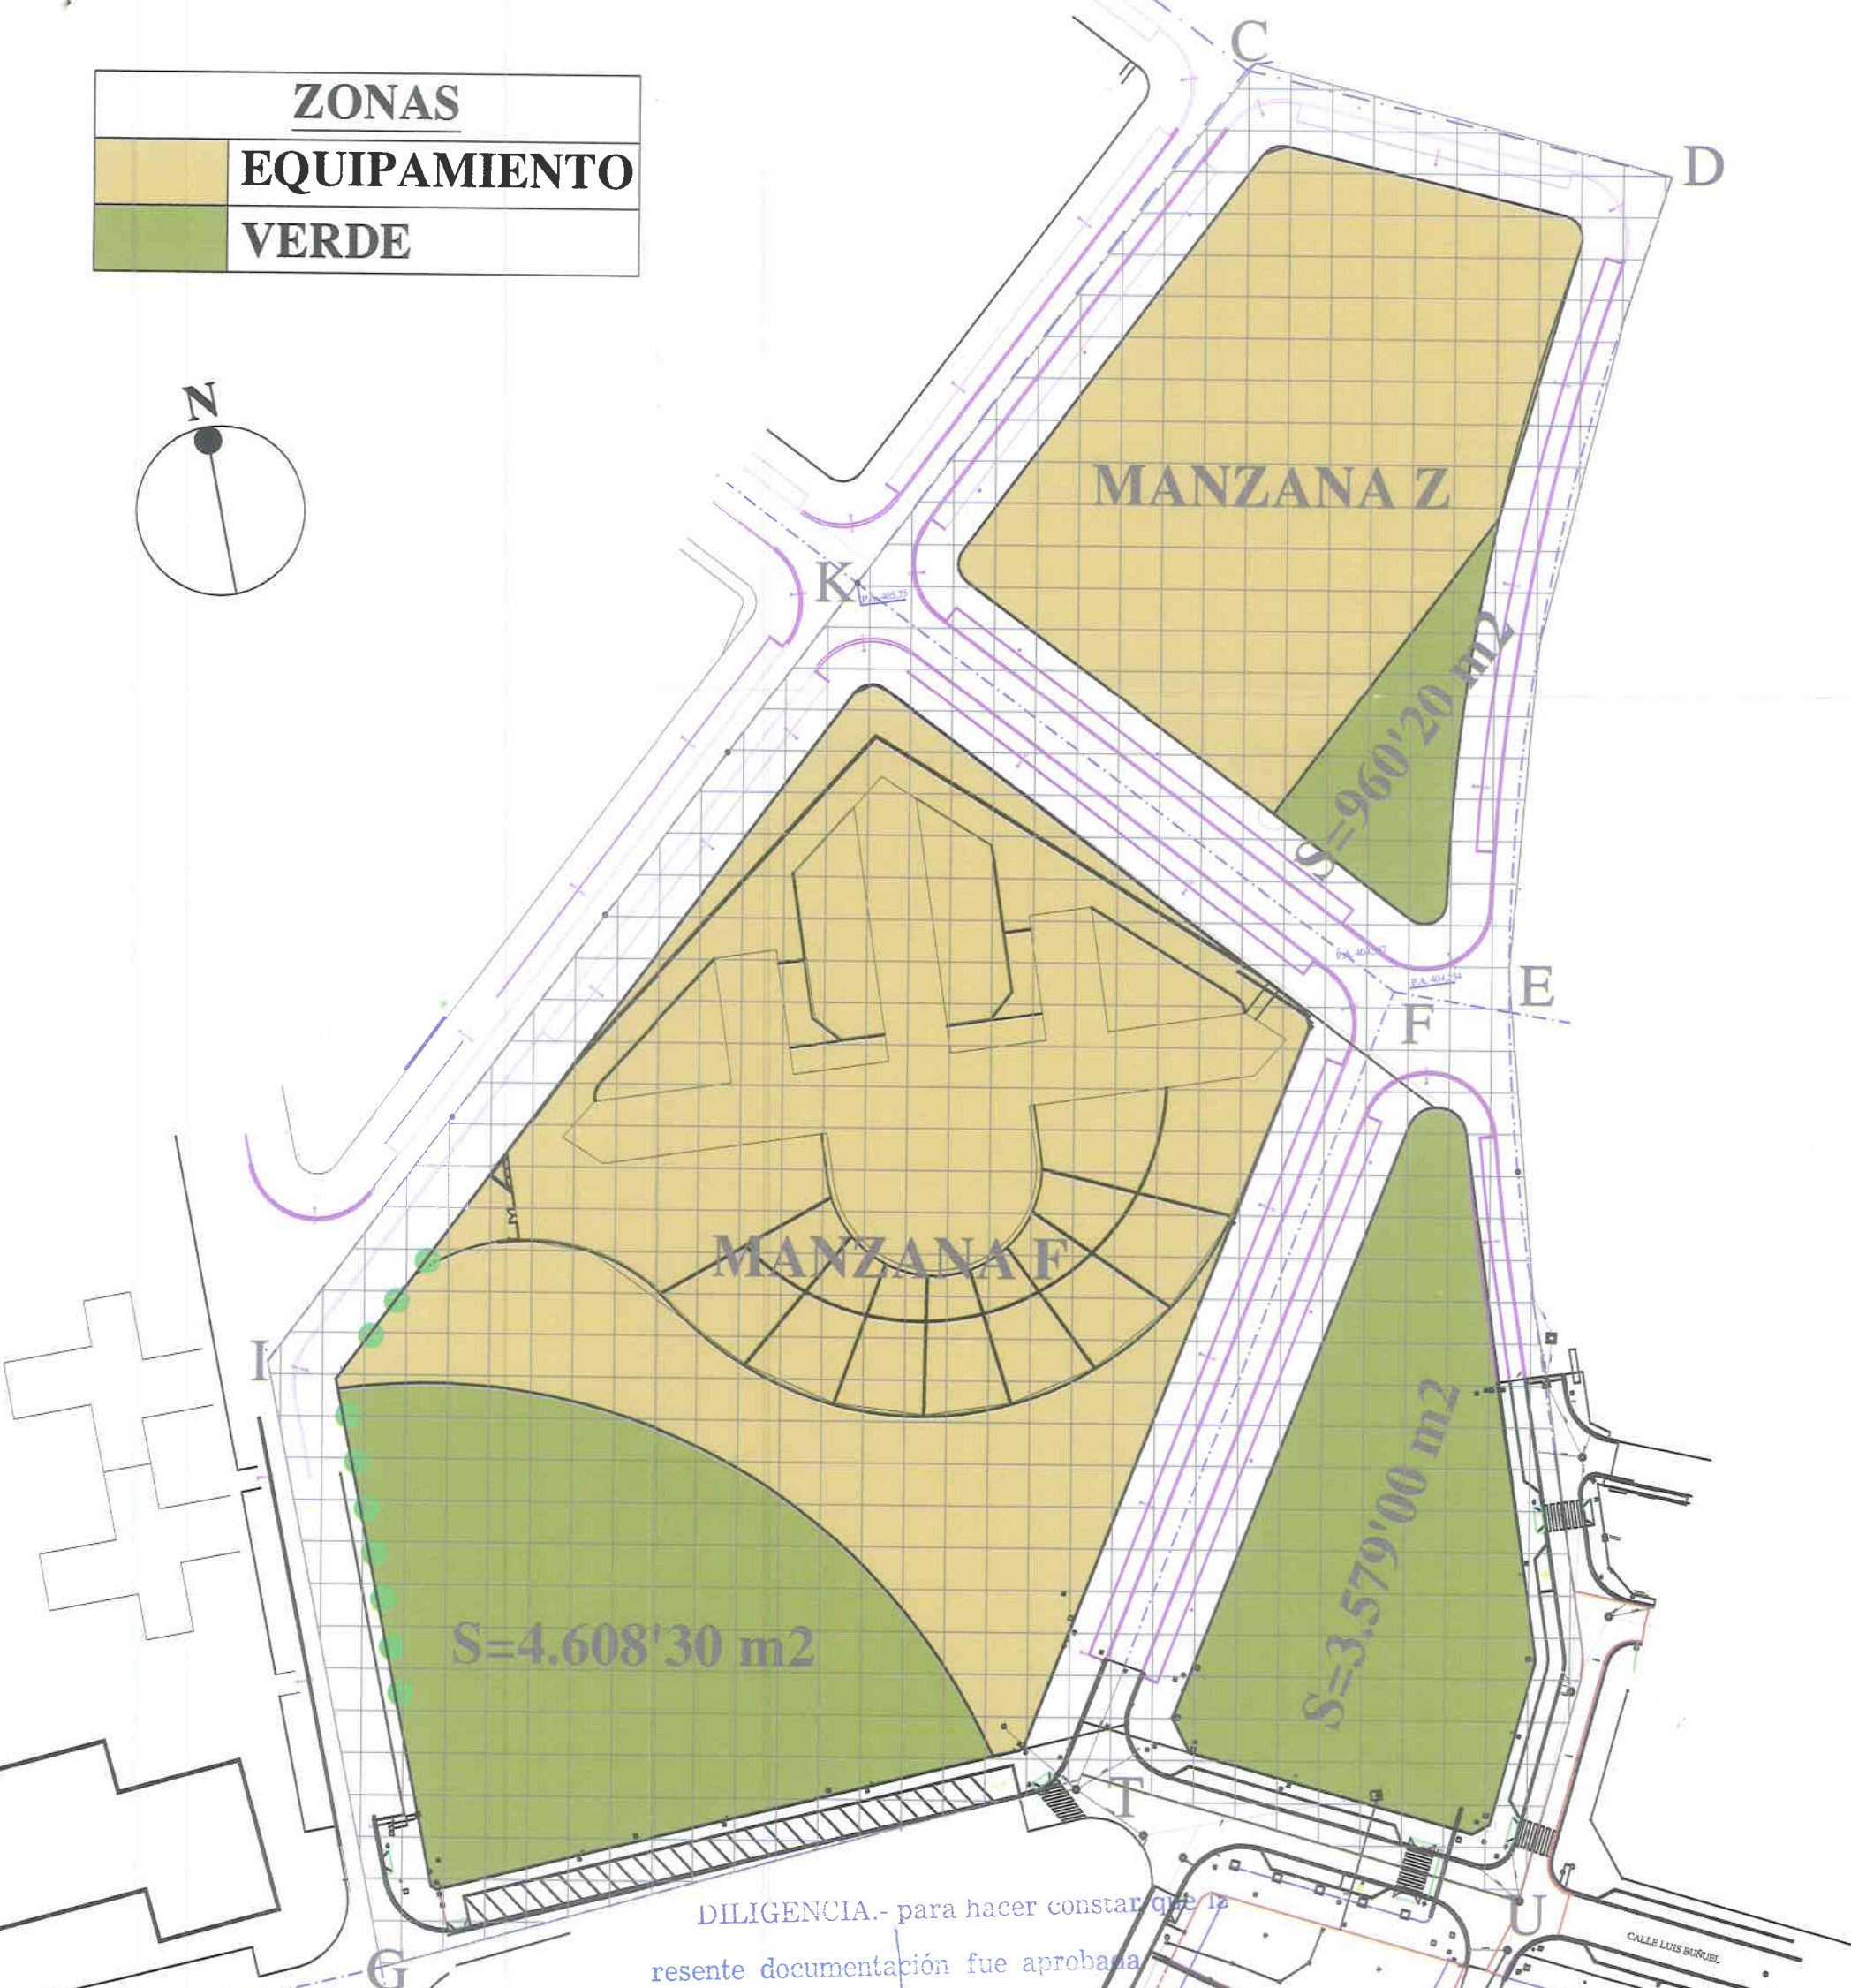 ZONAS
EQUIPAMIENTO
VERDE
N
C
D
MANZANA Z
K
S=960'20 m2
E
F
MANZANA F
I
S=4.608'30 m2
S=3.579'00 m2
T
U
G
CALLE LUIS BUÑUEL
DILIGENCIA.- para hacer constar que la
resente documentación fue aprobada